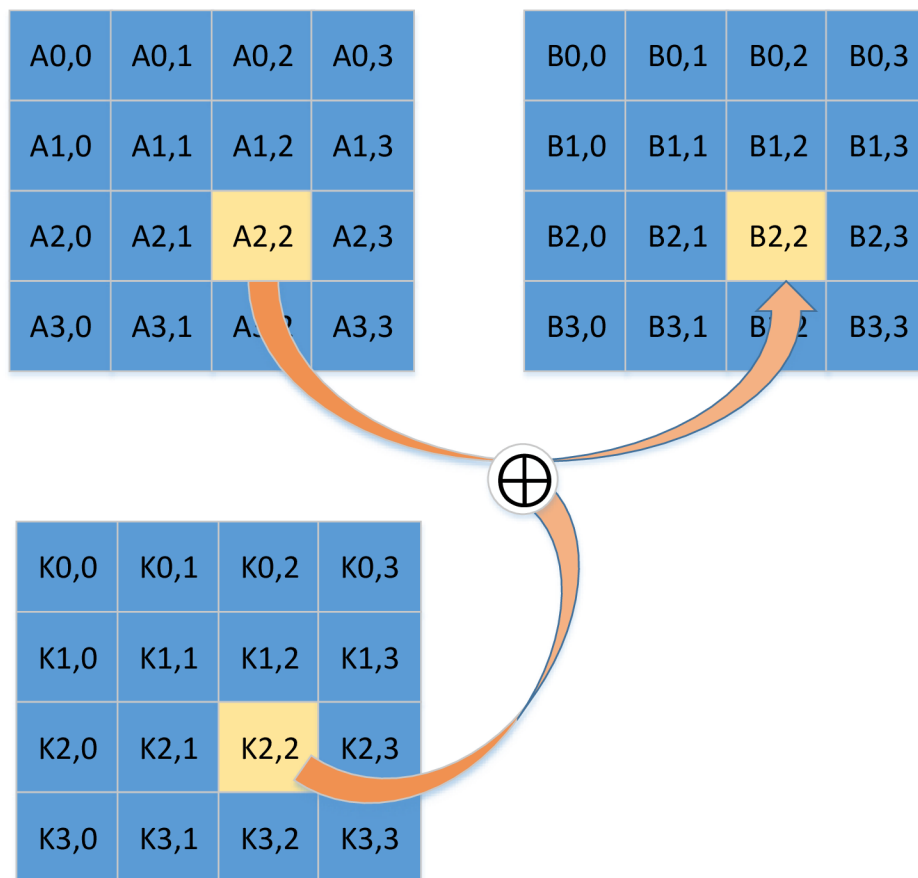 A0,0 A0,1 A0,2 A0,3
A1,0 A1,1 A1,2 A1,3
A2,0 A2,1 A2,2 A2,3
A3,0 A3,1 A3,2 A3,3
B0,0 B0,1 B0,2 B0,3
B1,0 B1,1 B1,2 B1,3
B2,0 B2,1 B2,2 B2,3
B3,0 B3,1 B3,2 B3,3
K0,0 K0,1 K0,2 K0,3
K1,0 K1,1 K1,2 K1,3
K2,0 K2,1 K2,2 K2,3
K3,0 K3,1 K3,2 K3,3